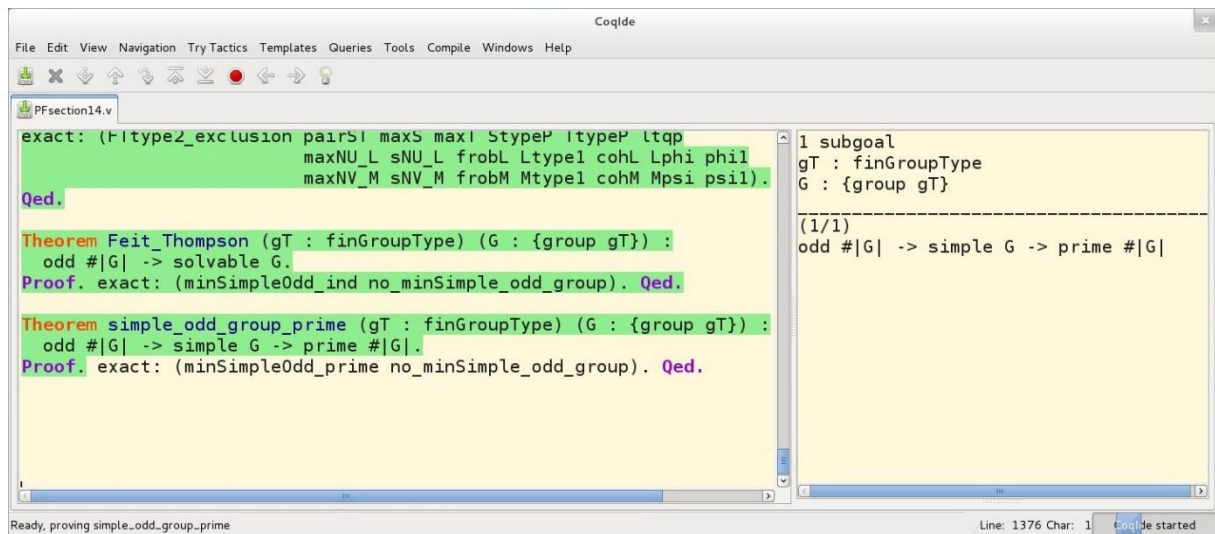 CoqIde
File Edit View Navigation Try Tactics Templates Queries Tools Compile Windows Help
PFsection14.v
exact: (FTtype2_exclusion pairST maxS maxT StypeP TtypeP ltqp
maxNU_L sNU_L frobL Ltype1 cohL Lphi phi1
maxNV_M sNV_M frobM Mtype1 cohM Mpsi psi1).
Qed.
Theorem Feit_Thompson (gT : finGroupType) (G : {group gT}) :
odd #|G| -> solvable G.
Proof. exact: (minSimpleOdd_ind no_minSimple_odd_group). Qed.
Theorem simple_odd_group_prime (gT : finGroupType) (G : {group gT}) :
odd #|G| -> simple G -> prime #|G|.
Proof. exact: (minSimpleOdd_prime no_minSimple_odd_group). Qed.
1 subgoal
gT : finGroupType
G : {group gT}
(1/1)
odd #|G| -> simple G -> prime #|G|
Ready, proving simple_odd_group_prime
Line: 1376 Char: 1
CoqIde started